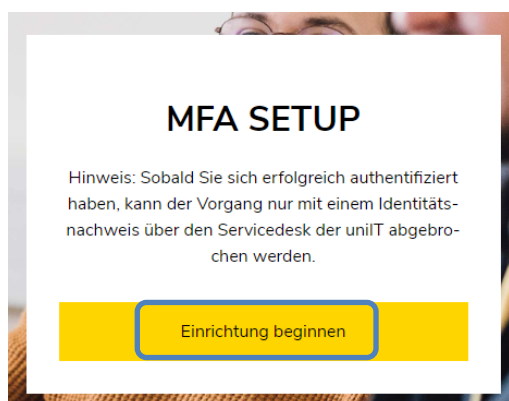 MFA SETUP
Hinweis: Sobald Sie sich erfolgreich authentifiziert
haben, kann der Vorgang nur mit einem Identitäts-
nachweis über den Servicedesk der uniIT abgebro-
chen werden.
Einrichtung beginnen